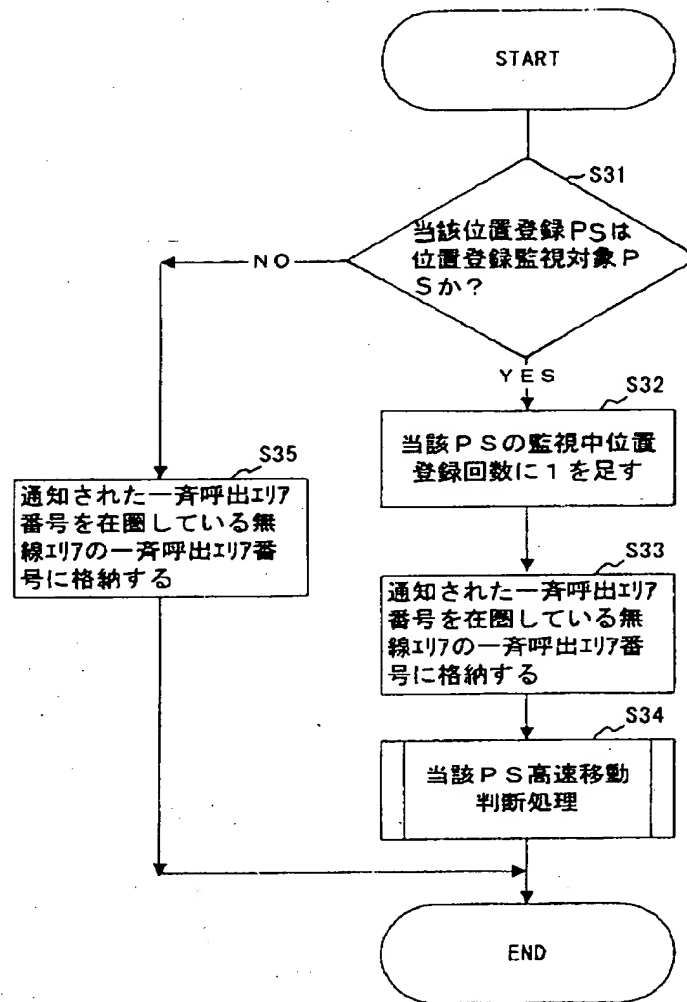 START
S31
当該位置登録PSは
位置登録監視対象P
Sか？
NO
YES
S32
当該PSの監視中位置
登録回数に1を足す
S35
通知された一斉呼出エリア
番号を在圏している無
線エリアの一斉呼出エリア番
号に格納する
S33
通知された一斉呼出エリア
番号を在圏している無
線エリアの一斉呼出エリア番
号に格納する
S34
当該PS高速移動
判断処理
END